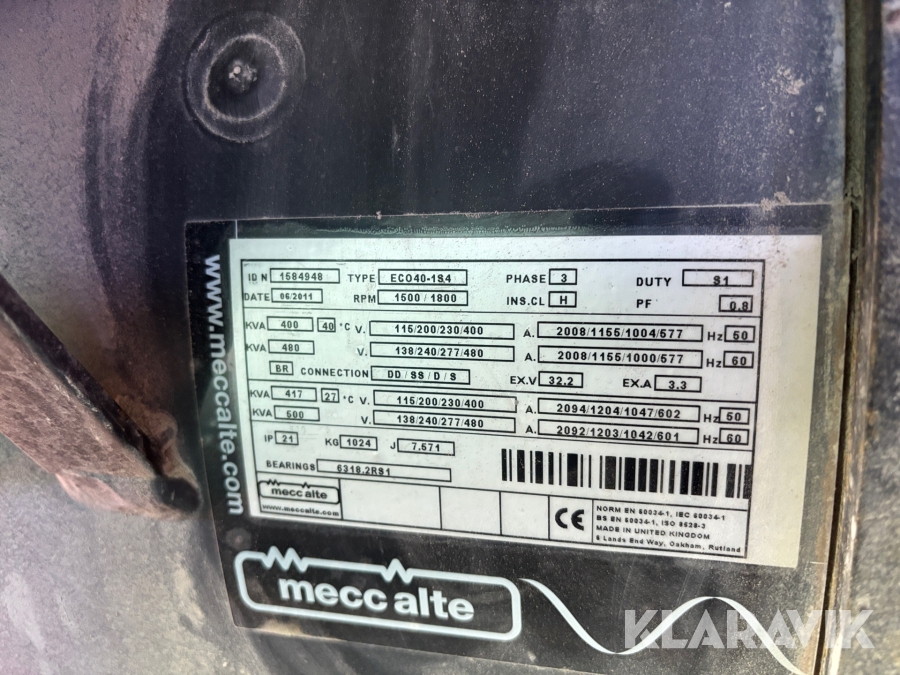 www.meccalte.com
ID N 1584948 TYPE ECO40-1S4 PHASE 3 DUTY S1
DATE 06/2011 RPM 1500 / 1800 INS.CL H PF 0.8
KVA 400 40 °C V. 115/200/230/400 A. 2008/1155/1004/577 Hz 50
KVA 480 V. 138/240/277/480 A. 2008/1155/1000/577 Hz 60
BR CONNECTION DD / SS / D / S EX.V 32.2 EX.A 3.3
KVA 417 27 °C V. 115/200/230/400 A. 2094/1204/1047/602 Hz 50
KVA 500 V. 138/240/277/480 A. 2092/1203/1042/601 Hz 60
IP 21 KG 1024 J 7.571
BEARINGS 6318.2RS1
mecc alte
www.meccalte.com
CE
NORM EN 60034-1, IEC 60034-1
BS EN 60034-1, ISO 8528-3
MADE IN UNITED KINGDOM
6 Lands End Way, Oakham, Rutland
mecc alte
KLARAVIK